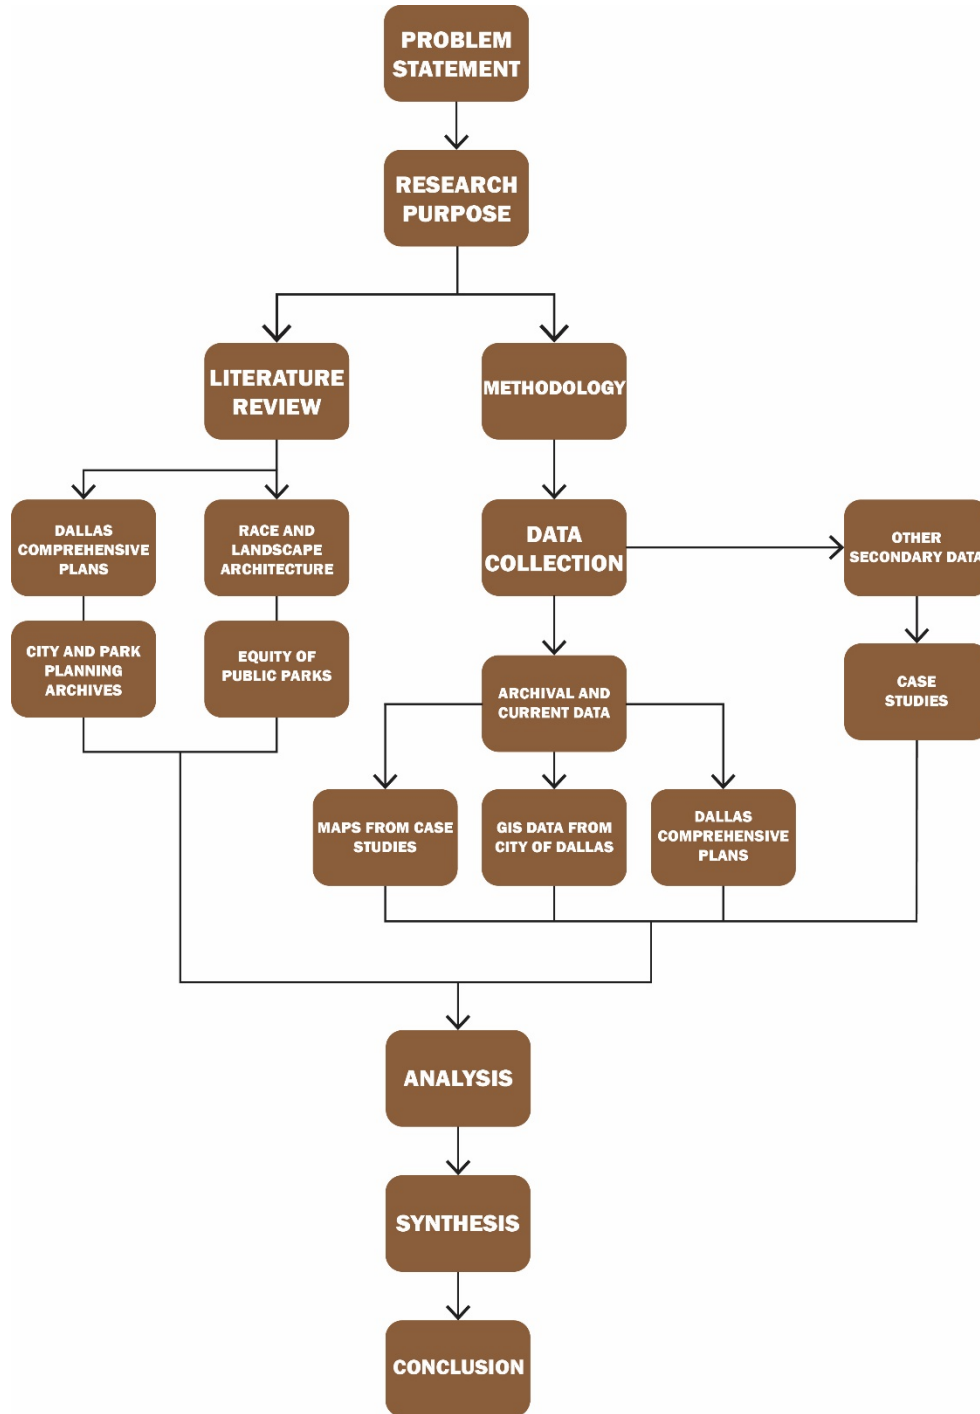 PROBLEM
STATEMENT
RESEARCH
PURPOSE
LITERATURE
REVIEW
METHODOLOGY
DALLAS
COMPREHENSIVE
PLANS
RACE AND
LANDSCAPE
ARCHITECTURE
DATA
COLLECTION
OTHER
SECONDARY DATA
CITY AND PARK
PLANNING
ARCHIVES
EQUITY OF
PUBLIC PARKS
ARCHIVAL AND
CURRENT DATA
CASE
STUDIES
MAPS FROM CASE
STUDIES
GIS DATA FROM
CITY OF DALLAS
DALLAS
COMPREHENSIVE
PLANS
ANALYSIS
SYNTHESIS
CONCLUSION